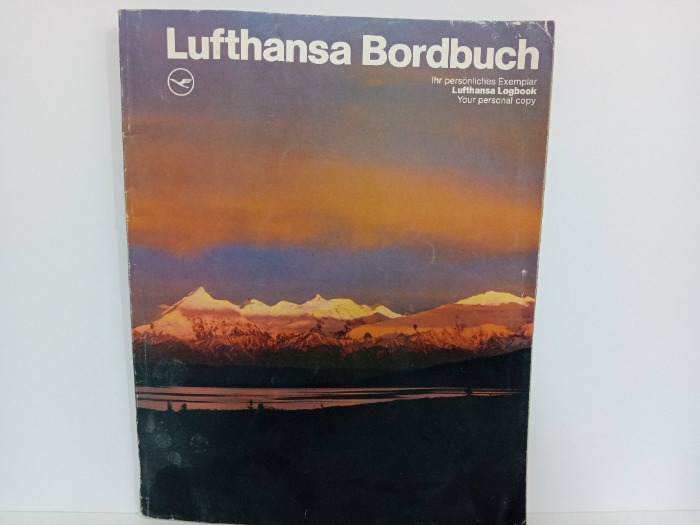 Lufthansa Bordbuch
Ihr persönliches Exemplar
Lufthansa Logbook
Your personal copy